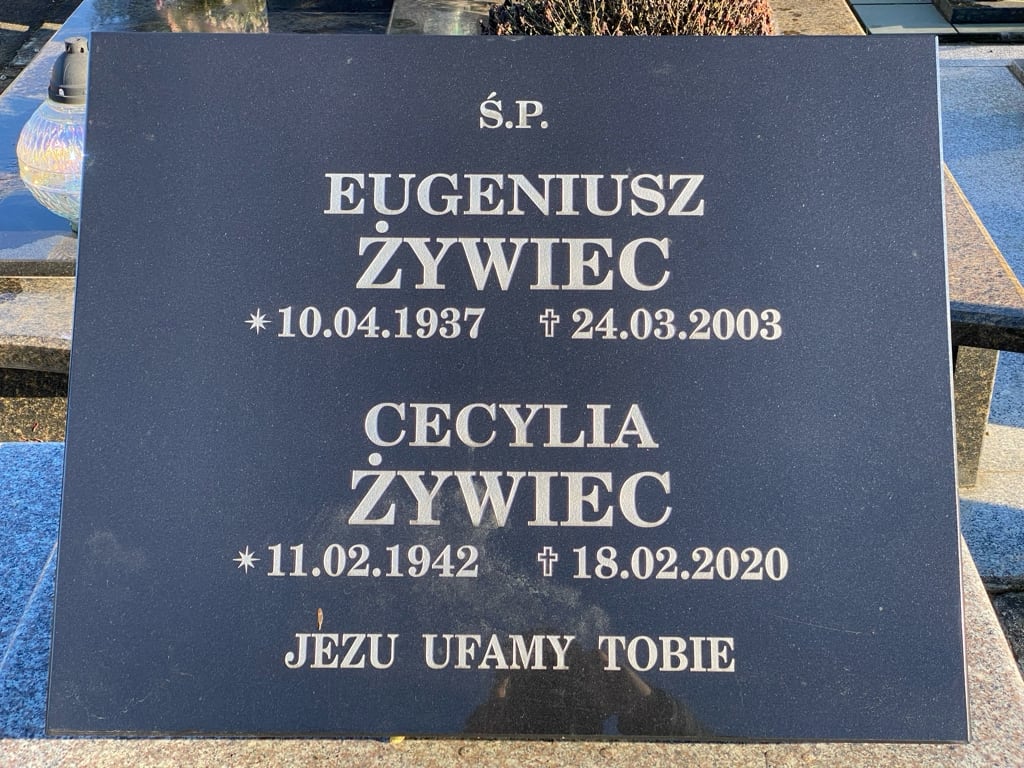 Ś.P.
EUGENIUSZ
ŻYWIEC
✴10.04.1937 ✝24.03.2003
CECYLIA
ŻYWIEC
✴11.02.1942 ✝18.02.2020
JEZU UFAMY TOBIE